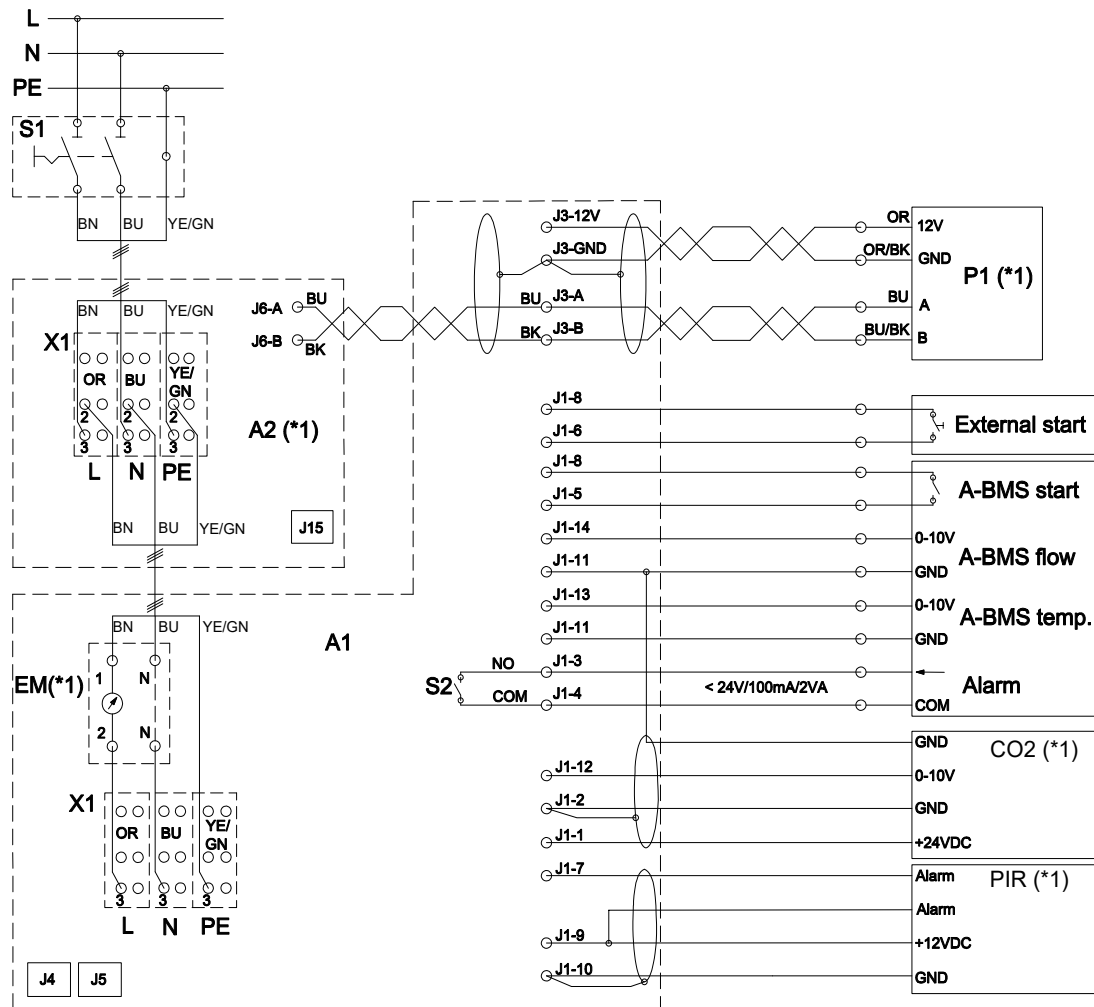 L
N
PE
S1
BN BU YE/GN
BN BU YE/GN
X1
OR BU YE/
GN
2 2 2
3 3 3
L N PE
A2 (*1)
J6-A BU
J6-B BK
BN BU YE/GN
J15
BN BU YE/GN
A1
EM(*1)
1 N
2 N
X1
OR BU YE/
GN
3 3 3
L N PE
J4 J5
J3-12V OR 12V
J3-GND OR/BK GND
P1 (*1)
BU J3-A BU A
BK J3-B BU/BK B
J1-8
J1-6
External start
J1-8
J1-5
A-BMS start
J1-14 0-10V
A-BMS flow
J1-11 GND
J1-13 0-10V
A-BMS temp.
J1-11 GND
NO J1-3
S2
< 24V/100mA/2VA
Alarm
COM J1-4 COM
GND CO2 (*1)
J1-12 0-10V
J1-2 GND
J1-1 +24VDC
J1-7 Alarm PIR (*1)
Alarm
J1-9 +12VDC
J1-10 GND